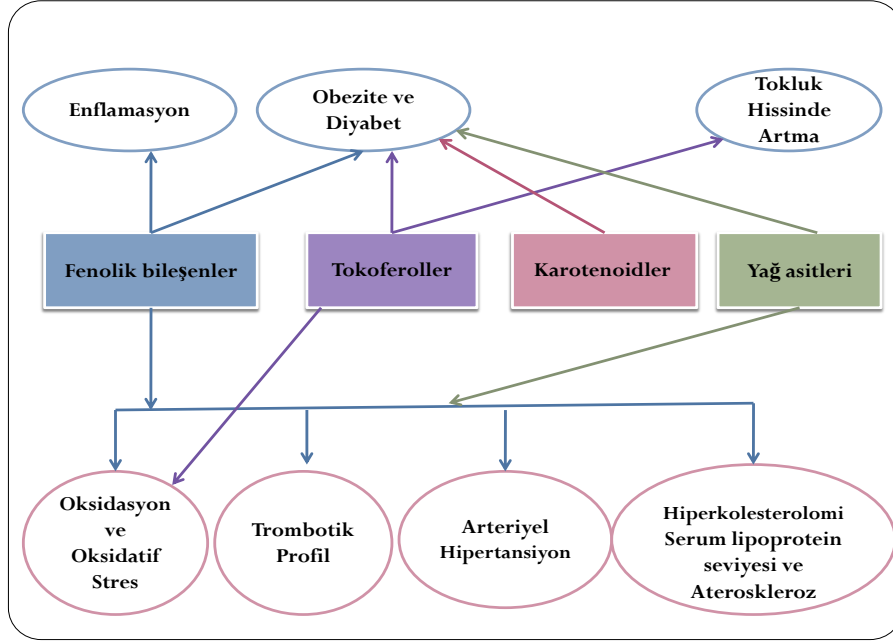 Enflamasyon
Obezite ve
Diyabet
Tokluk
Hissinde
Artma
Fenolik bileşenler
Tokoferoller
Karotenoidler
Yağ asitleri
Oksidasyon
ve
Oksidatif
Stres
Trombotik
Profil
Arteriyel
Hipertansiyon
Hiperkolesterolomi
Serum lipoprotein
seviyesi ve
Ateroskleroz